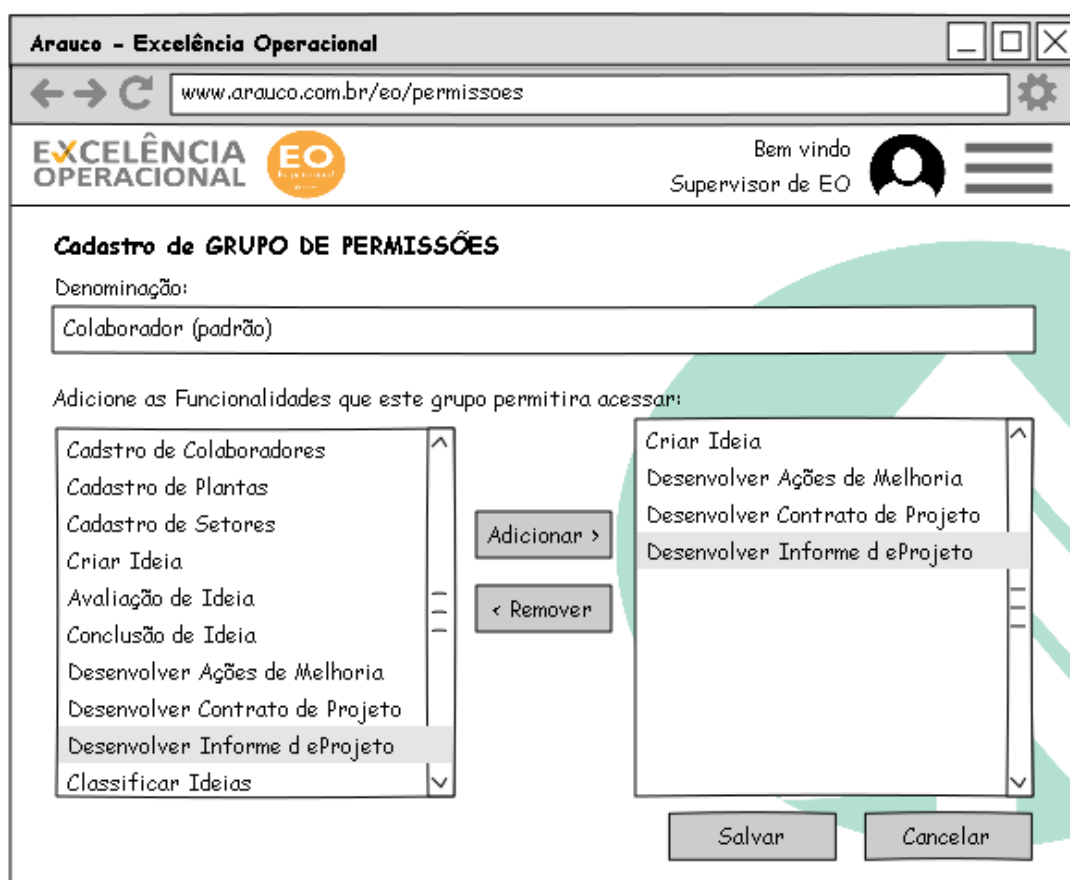 Arauco - Excelência Operacional
www.arauco.com.br/eo/permissoes
EXCELÊNCIA
OPERACIONAL
EO
Bem vindo
Supervisor de EO
Cadastro de GRUPO DE PERMISSÕES
Denominação:
Colaborador (padrão)
Adicione as Funcionalidades que este grupo permitira acessar:
Cadstro de Colaboradores
Cadastro de Plantas
Cadastro de Setores
Criar Ideia
Avaliação de Ideia
Conclusão de Ideia
Desenvolver Ações de Melhoria
Desenvolver Contrato de Projeto
Desenvolver Informe d eProjeto
Classificar Ideias
Adicionar >
< Remover
Criar Ideia
Desenvolver Ações de Melhoria
Desenvolver Contrato de Projeto
Desenvolver Informe d eProjeto
Salvar
Cancelar